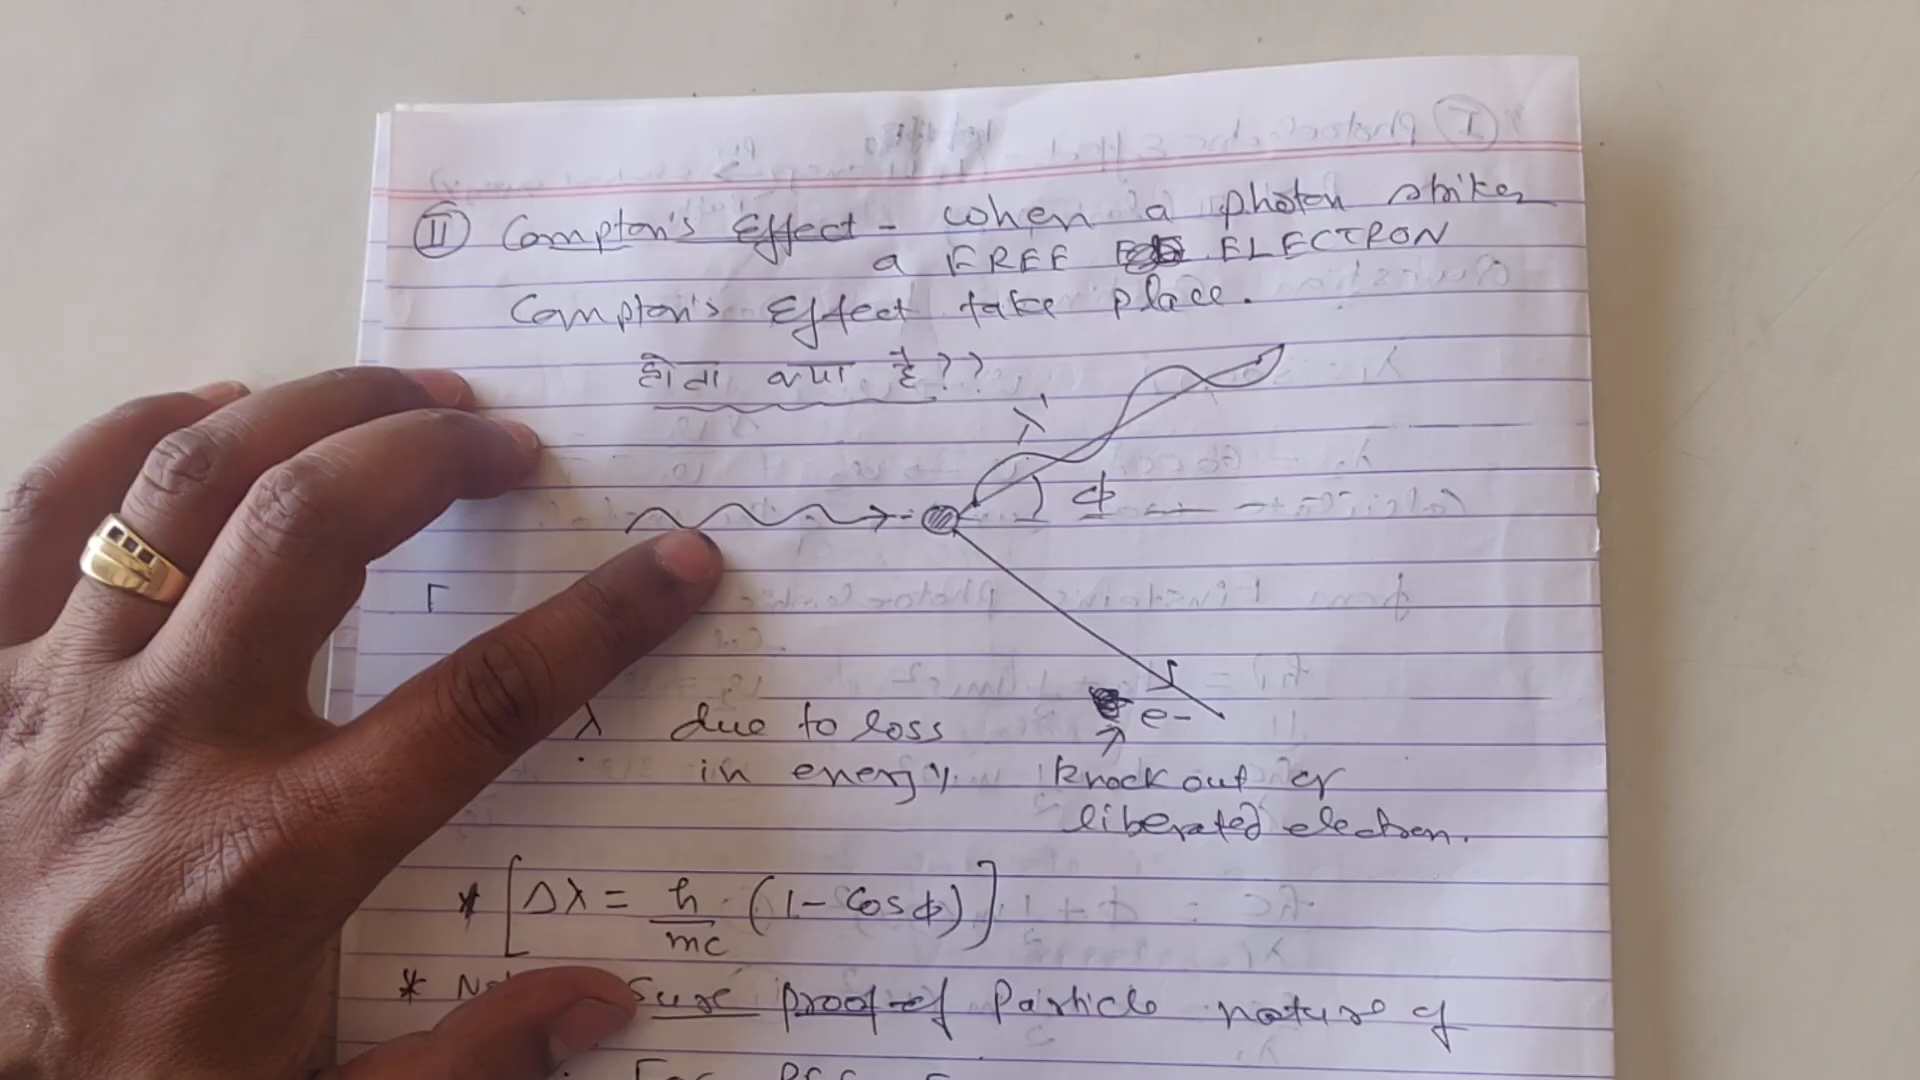 II Compton's Effect - when a photon strikes
a FREE ELECTRON
Compton's Effect take place.
होता क्या है??
λ'
ϕ
λ due to loss
in energy.
e-
knock out or
liberated electron.
* [Δλ = h/mc (1 - Cos ϕ)]
* Sure proof of Particle nature of